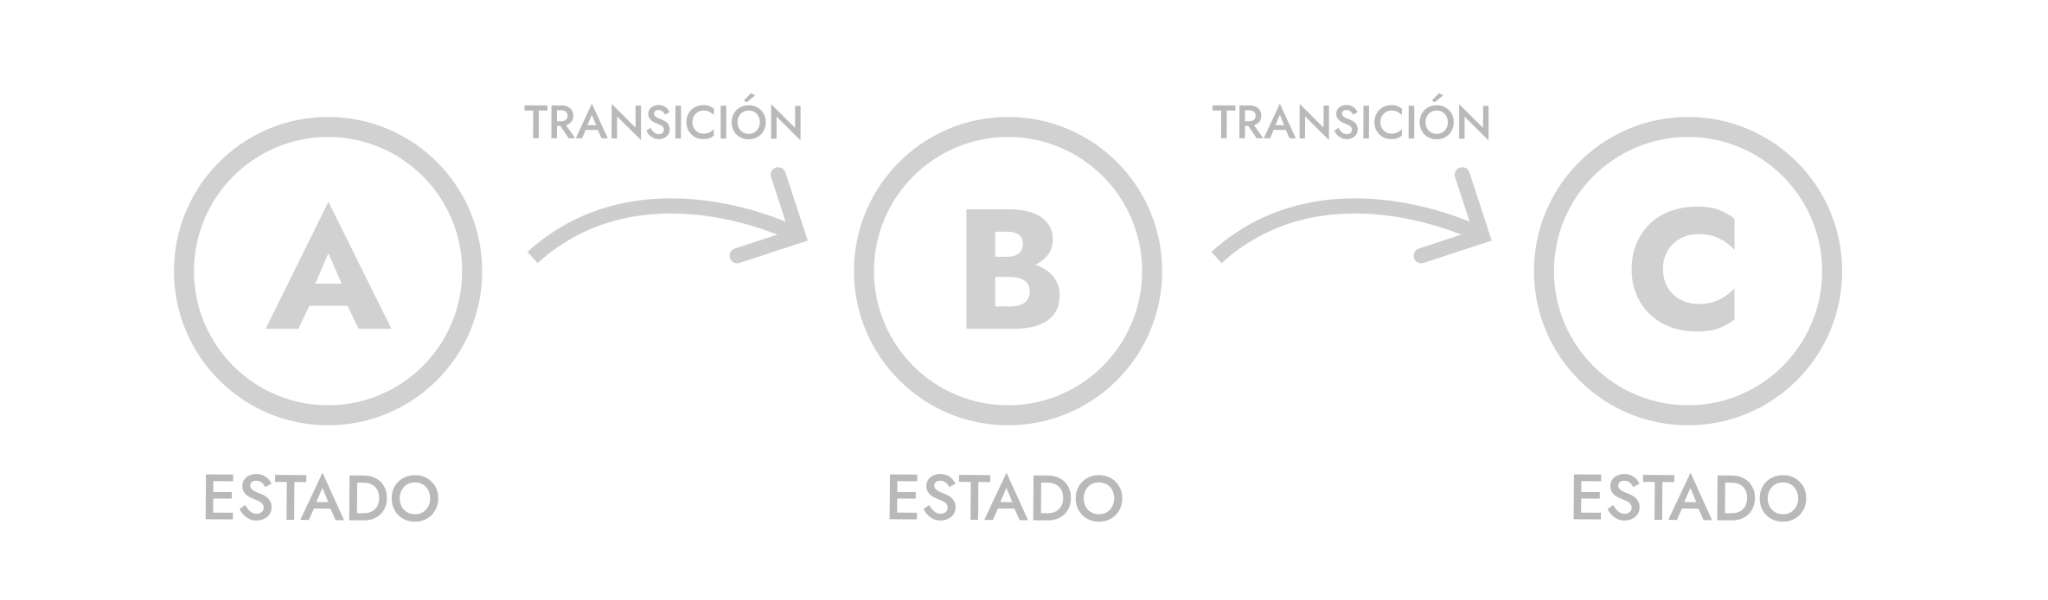 TRANSICIÓN
TRANSICIÓN
A
B
C
ESTADO
ESTADO
ESTADO